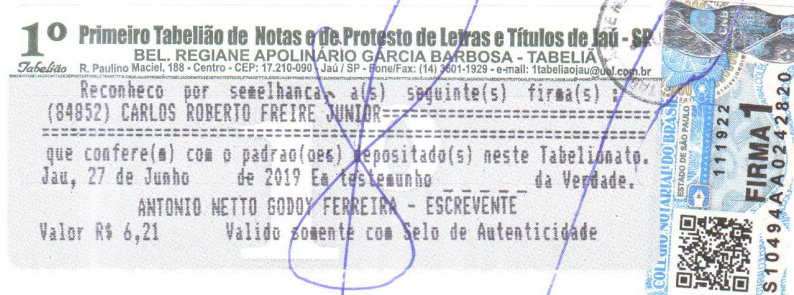 1º Tabelião
Primeiro Tabelião de Notas e de Protesto de Letras e Títulos de Jaú - SP
BEL. REGIANE APOLINÁRIO GARCIA BARBOSA - TABELIÃ
R. Paulino Maciel, 188 - Centro - CEP: 17.210-090 - Jaú / SP - Fone/Fax: (14) 3601-1929 - e-mail: 1tabeliaojau@uol.com.br
Reconheco por semelhanca, a(s) seguinte(s) firma(s) :
(84852) CARLOS ROBERTO FREIRE JUNIOR==============================
==================================================================
que confere(m) com o padrao(oes) depositado(s) neste Tabelionato.
Jau, 27 de Junho de 2019 Em testemunho _ _ _ _ _ da Verdade.
ANTONIO NETTO GODOY FERREIRA - ESCREVENTE
Valor R$ 6,21 Valido somente com Selo de Autenticidade
COLÉGIO NOTARIAL DO BRASIL
ESTADO DE SÃO PAULO
111922
FIRMA 1
S10494AA0242820
CNB